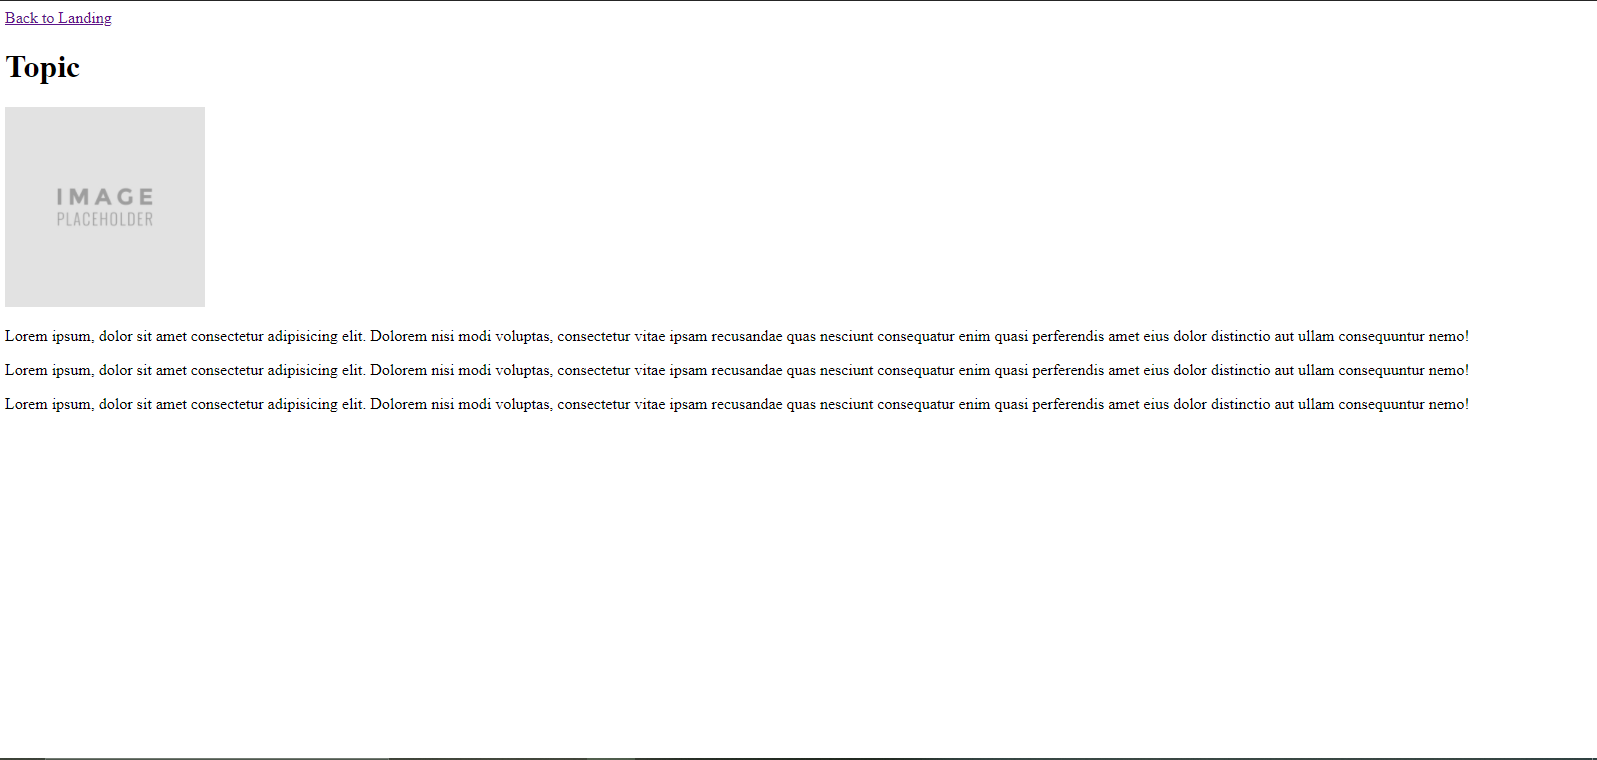 Back to Landing
Topic
IMAGE
PLACEHOLDER
Lorem ipsum, dolor sit amet consectetur adipisicing elit. Dolorem nisi modi voluptas, consectetur vitae ipsam recusandae quas nesciunt consequatur enim quasi perferendis amet eius dolor distinctio aut ullam consequuntur nemo!
Lorem ipsum, dolor sit amet consectetur adipisicing elit. Dolorem nisi modi voluptas, consectetur vitae ipsam recusandae quas nesciunt consequatur enim quasi perferendis amet eius dolor distinctio aut ullam consequuntur nemo!
Lorem ipsum, dolor sit amet consectetur adipisicing elit. Dolorem nisi modi voluptas, consectetur vitae ipsam recusandae quas nesciunt consequatur enim quasi perferendis amet eius dolor distinctio aut ullam consequuntur nemo!